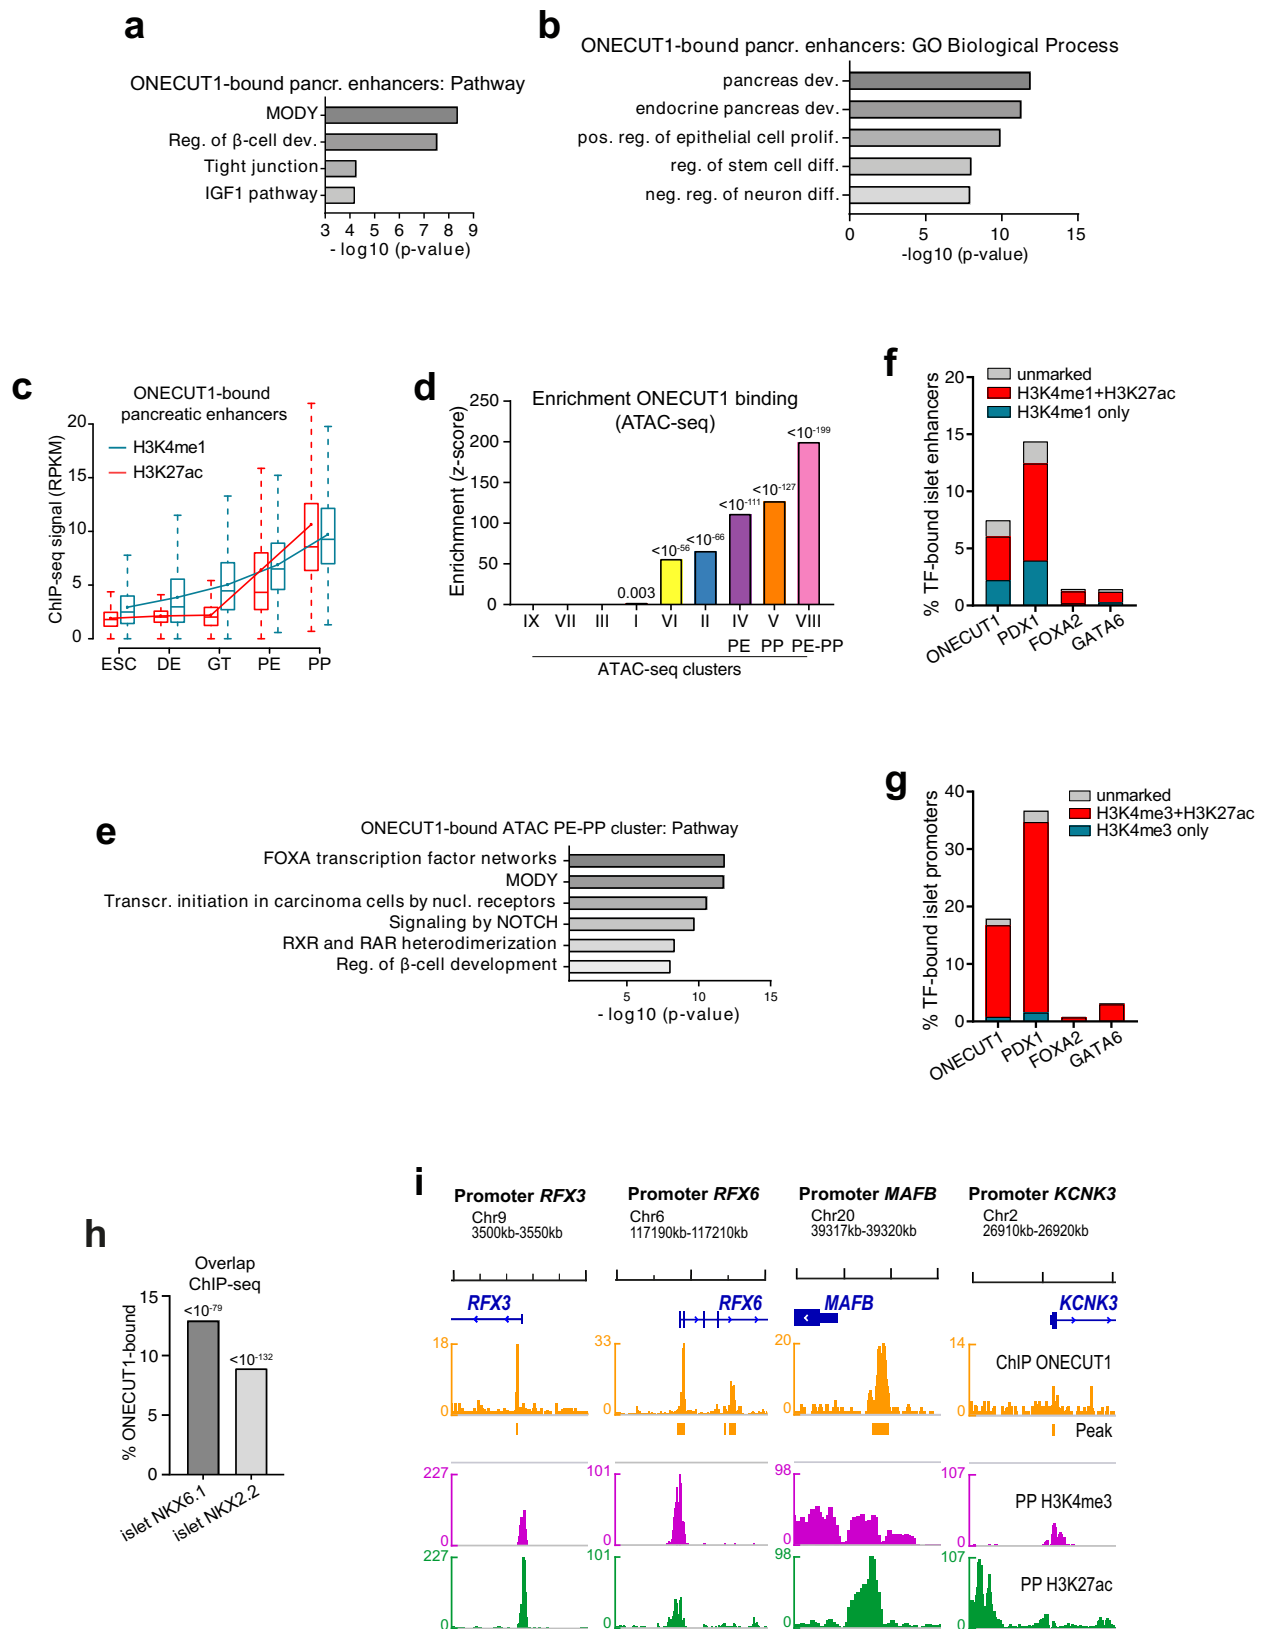 a
ONECUT1-bound pancr. enhancers: Pathway
MODY
Reg. of β-cell dev.
Tight junction
IGF1 pathway
3 4 5 6 7 8 9
- log10 (p-value)
b
ONECUT1-bound pancr. enhancers: GO Biological Process
pancreas dev.
endocrine pancreas dev.
pos. reg. of epithelial cell prolif.
reg. of stem cell diff.
neg. reg. of neuron diff.
0 5 10 15
-log10 (p-value)
c
ONECUT1-bound
pancreatic enhancers
H3K4me1
H3K27ac
ChIP-seq signal (RPKM)
20
15
10
5
0
ESC DE GT PE PP
d
Enrichment ONECUT1 binding
(ATAC-seq)
Enrichmnent (z-score)
250
200
150
100
50
0
0.003
<10-56
<10-66
<10-111
<10-127
<10-199
IX VII III I VI II IV V VIII
PE PP PE-PP
ATAC-seq clusters
f
unmarked
H3K4me1+H3K27ac
H3K4me1 only
% TF-bound islet enhancers
20
15
10
5
0
ONECUT1
PDX1
FOXA2
GATA6
e
ONECUT1-bound ATAC PE-PP cluster: Pathway
FOXA transcription factor networks
MODY
Transcr. initiation in carcinoma cells by nucl. receptors
Signaling by NOTCH
RXR and RAR heterodimerization
Reg. of β-cell development
5 10 15
- log10 (p-value)
g
unmarked
H3K4me3+H3K27ac
H3K4me3 only
% TF-bound islet promoters
40
30
20
10
0
ONECUT1
PDX1
FOXA2
GATA6
h
Overlap
ChIP-seq
% ONECUT1-bound
15
10
5
0
<10-79
<10-132
islet NKX6.1
islet NKX2.2
i
Promoter RFX3 Promoter RFX6 Promoter MAFB Promoter KCNK3
Chr9 Chr6 Chr20 Chr2
3500kb-3550kb 117190kb-117210kb 39317kb-39320kb 26910kb-26920kb
RFX3 RFX6 MAFB KCNK3
18 33 20 14
ChIP ONECUT1
0 0 0 0
Peak
227 101 98 107
PP H3K4me3
0 0 0 0
227 101 98 107
PP H3K27ac
0 0 0 0